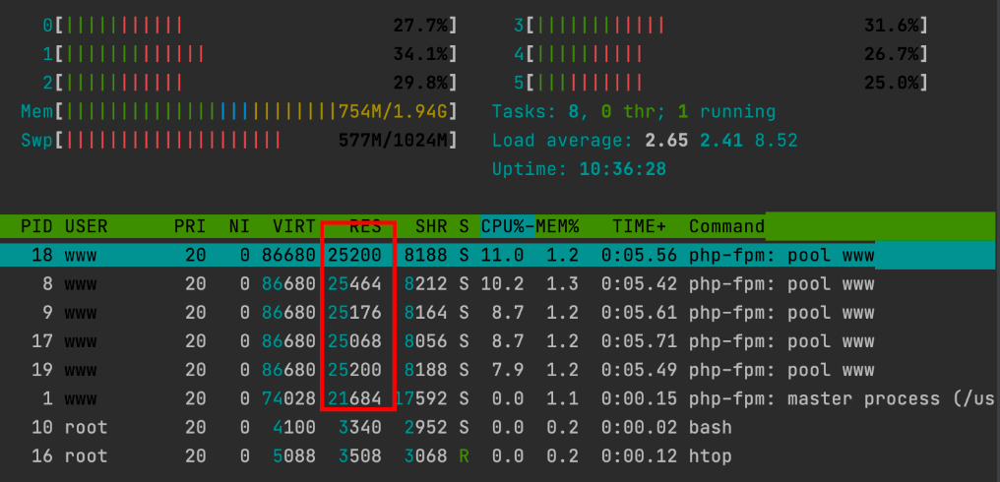 0[||||||||||| 27.7%] 3[|||||||||||| 31.6%]
1[||||||||||||| 34.1%] 4[|||||||||| 26.7%]
2[||||||||||| 29.8%] 5[|||||||||| 25.0%]
Mem[|||||||||||||||||||||||||754M/1.94G] Tasks: 8, 0 thr; 1 running
Swp[|||||||||||||||||||| 577M/1024M] Load average: 2.65 2.41 8.52
Uptime: 10:36:28
PID USER PRI NI VIRT RES SHR S CPU%-MEM% TIME+ Command
18 www 20 0 86680 25200 8188 S 11.0 1.2 0:05.56 php-fpm: pool www
8 www 20 0 86680 25464 8212 S 10.2 1.3 0:05.42 php-fpm: pool www
9 www 20 0 86680 25176 8164 S 8.7 1.2 0:05.61 php-fpm: pool www
17 www 20 0 86680 25068 8056 S 8.7 1.2 0:05.71 php-fpm: pool www
19 www 20 0 86680 25200 8188 S 7.9 1.2 0:05.49 php-fpm: pool www
1 www 20 0 74028 21684 17592 S 0.0 1.1 0:00.15 php-fpm: master process (/us
10 root 20 0 4100 3340 2952 S 0.0 0.2 0:00.02 bash
16 root 20 0 5088 3508 3068 R 0.0 0.2 0:00.12 htop